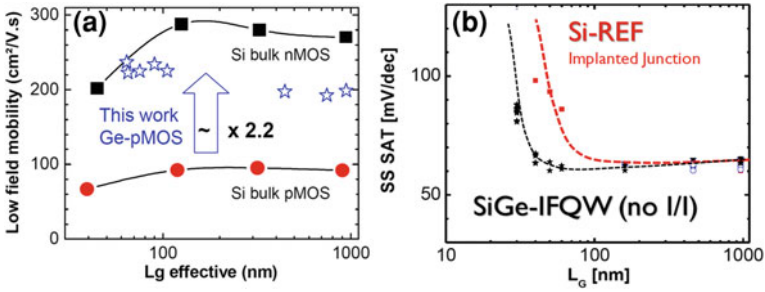 (a)
Low field mobility (cm²/V.s)
300
200
100
0
Si bulk nMOS
This work
Ge-pMOS
~ x 2.2
Si bulk pMOS
100
1000
Lg effective (nm)
(b)
SS SAT [mV/dec]
100
60
Si-REF
Implanted Junction
SiGe-IFQW (no I/I)
10
100
1000
L_G [nm]